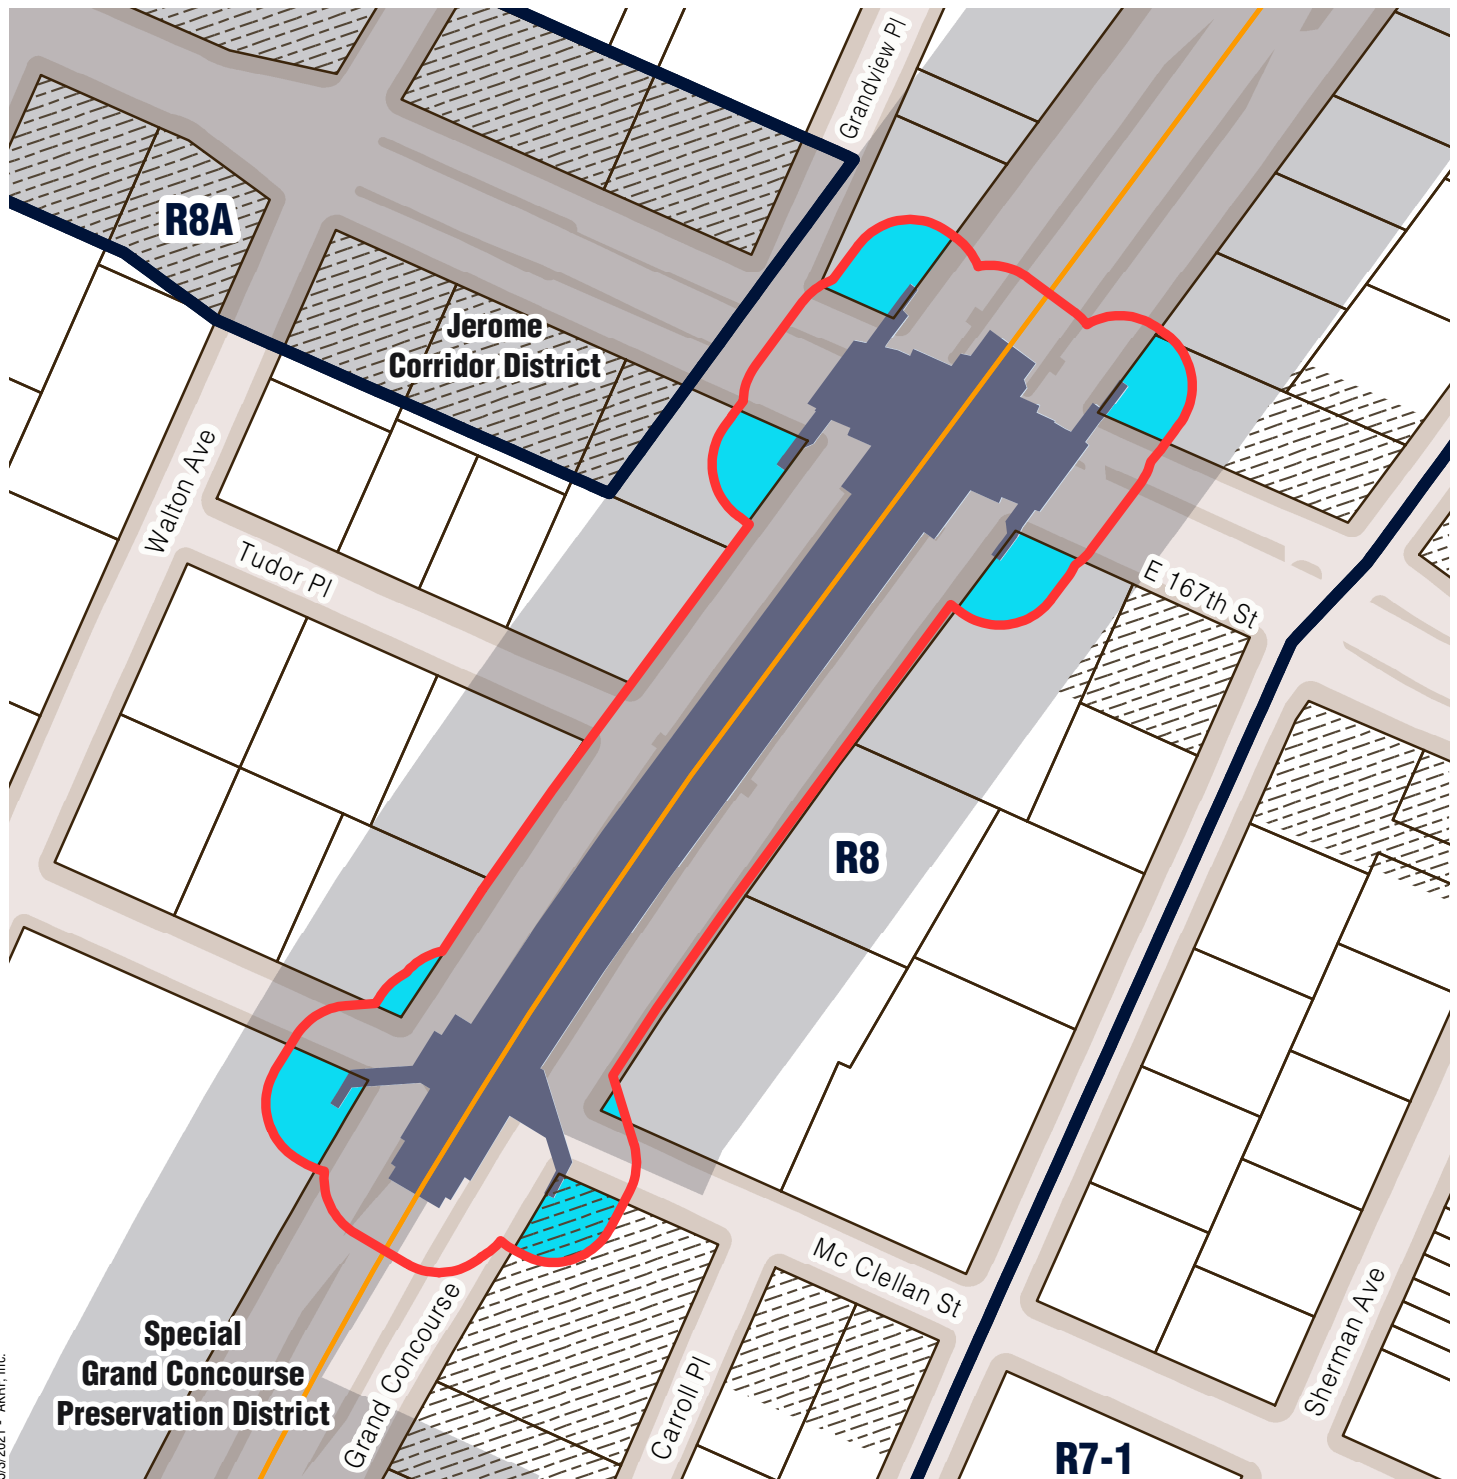 Grandview Pl
R8A
Jerome
Corridor District
Walton Ave
Tudor Pl
E 167th St
R8
Mc Clellan St
Special
Grand Concourse
Preservation District
Grand Concourse
Carroll Pl
Sherman Ave
R7-1